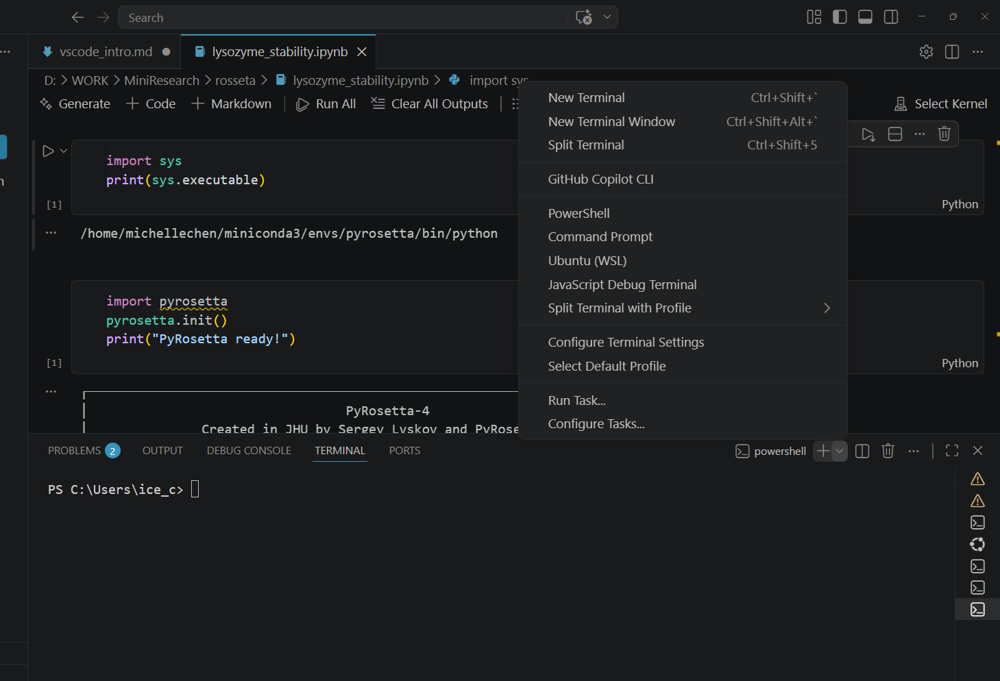 Search
vscode_intro.md
lysozyme_stability.ipynb
D: > WORK > MiniResearch > rosseta > lysozyme_stability.ipynb > import sys
Generate + Code + Markdown Run All Clear All Outputs
Select Kernel
import sys
print(sys.executable)
[1]
Python
/home/michellechen/miniconda3/envs/pyrosetta/bin/python
import pyrosetta
pyrosetta.init()
print("PyRosetta ready!")
[1]
Python
PyRosetta-4
Created in JHU by Sergey Lyskov and PyRose
New Terminal Ctrl+Shift+`
New Terminal Window Ctrl+Shift+Alt+`
Split Terminal Ctrl+Shift+5
GitHub Copilot CLI
PowerShell
Command Prompt
Ubuntu (WSL)
JavaScript Debug Terminal
Split Terminal with Profile
Configure Terminal Settings
Select Default Profile
Run Task...
Configure Tasks...
PROBLEMS 2 OUTPUT DEBUG CONSOLE TERMINAL PORTS
powershell
PS C:\Users\ice_c>